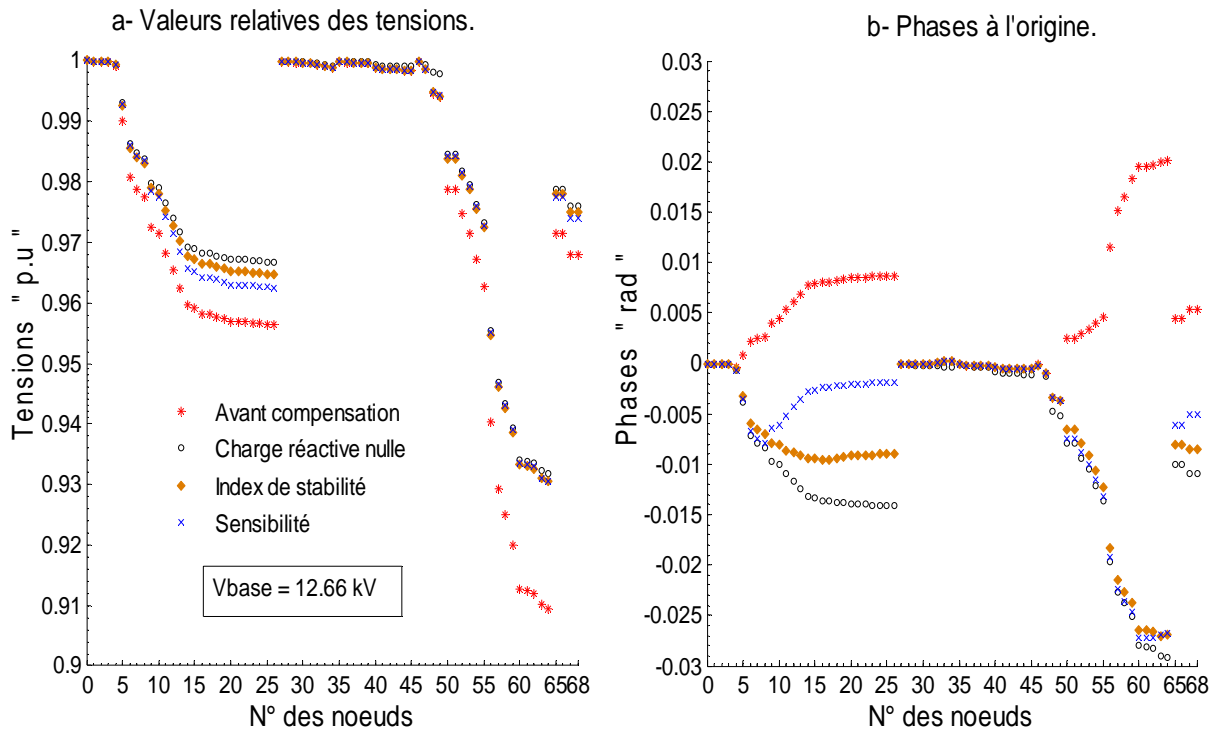 a- Valeurs relatives des tensions.
1
0.99
0.98
0.97
0.96
0.95
0.94
0.93
0.92
0.91
0.9
Tensions " p.u "
Avant compensation
Charge réactive nulle
Index de stabilité
Sensibilité
Vbase = 12.66 kV
0 5 10 15 20 25 30 35 40 45 50 55 60 6568
N° des noeuds
b- Phases à l'origine.
0.03
0.025
0.02
0.015
0.01
0.005
0
-0.005
-0.01
-0.015
-0.02
-0.025
-0.03
Phases " rad "
0 5 10 15 20 25 30 35 40 45 50 55 60 6568
N° des noeuds